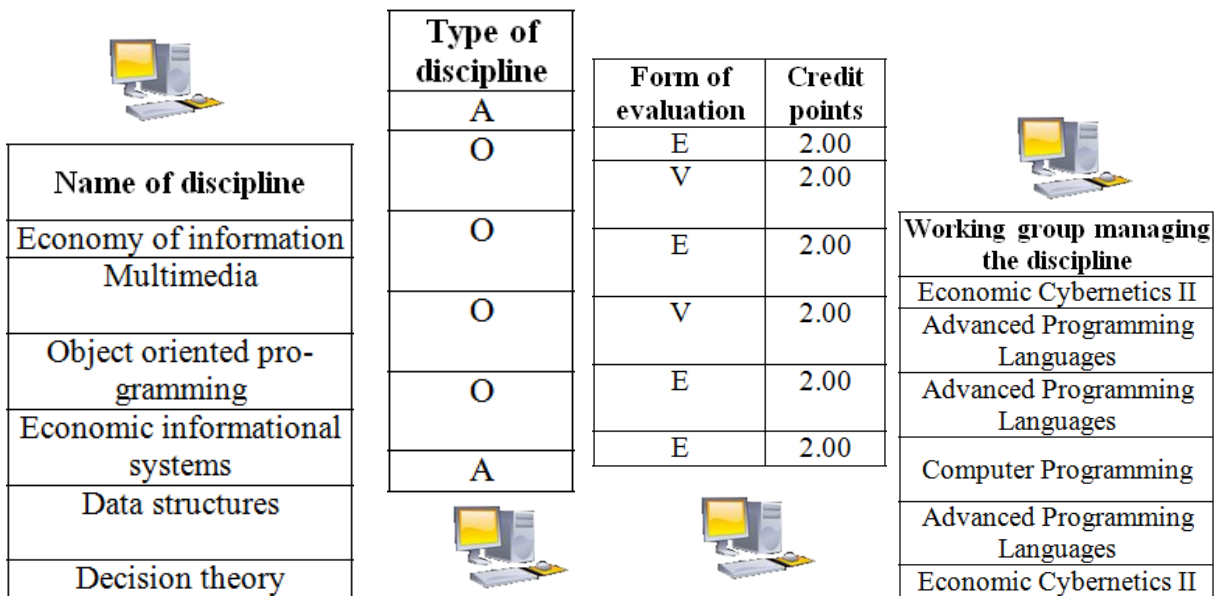 Name of discipline
Economy of information
Multimedia
Object oriented pro-
gramming
Economic informational
systems
Data structures
Decision theory
Type of
discipline
A
O
O
O
O
A
Form of
evaluation
Credit
points
E 2.00
V 2.00
E 2.00
V 2.00
E 2.00
E 2.00
Working group managing
the discipline
Economic Cybernetics II
Advanced Programming
Languages
Advanced Programming
Languages
Computer Programming
Advanced Programming
Languages
Economic Cybernetics II